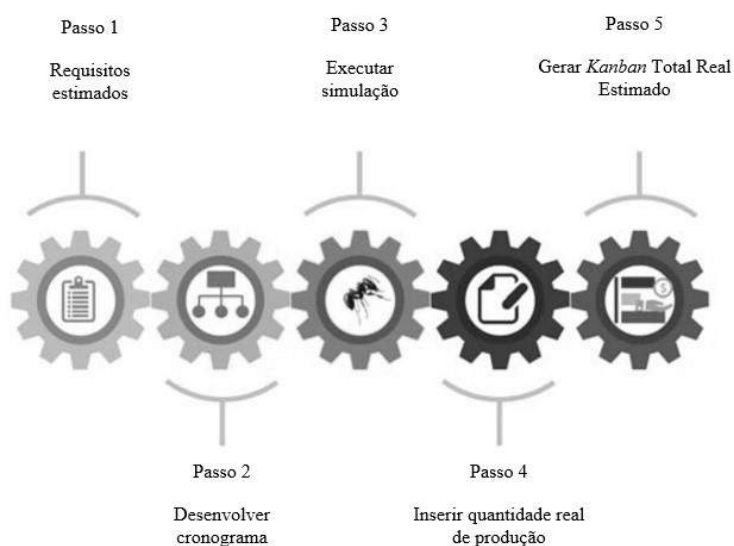 Passo 1
Requisitos
estimados
Passo 3
Executar
simulação
Passo 5
Gerar Kanban Total Real
Estimado
$
Passo 2
Desenvolver
cronograma
Passo 4
Inserir quantidade real
de produção